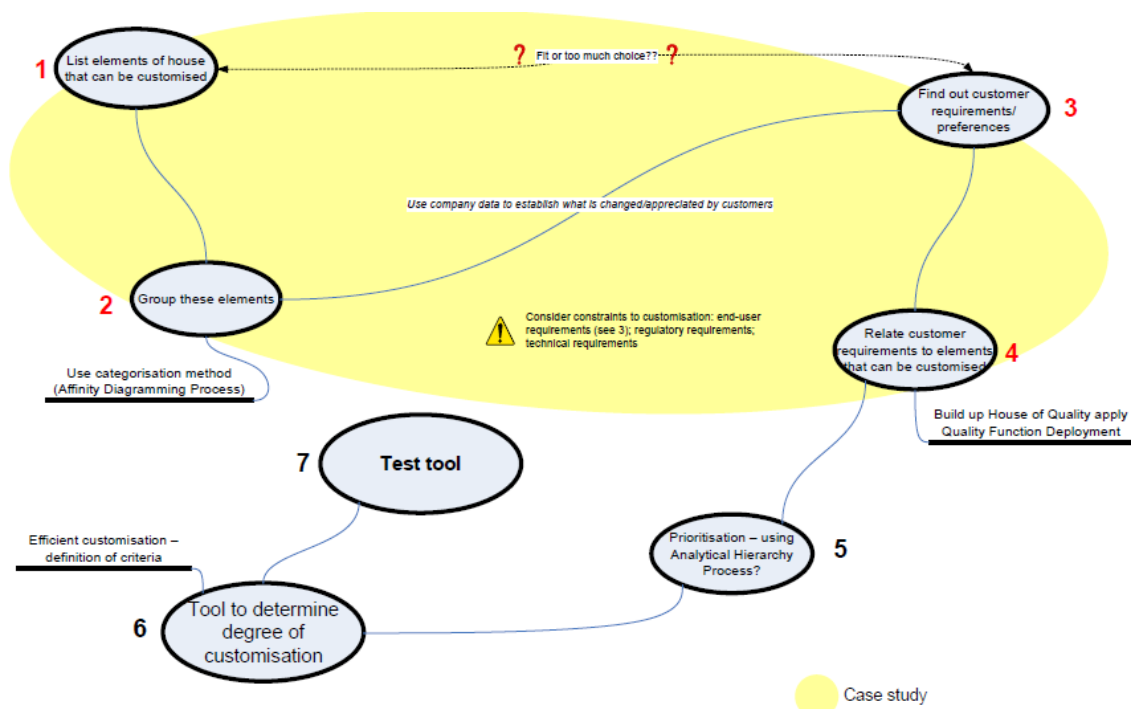 1
List elements of house
that can be customised
? Fit or too much choice?? ?
Find out customer
requirements/
preferences
3
Use company data to establish what is changed/appreciated by customers
2
Group these elements
Consider constraints to customisation: end-user
requirements (see 3); regulatory requirements;
technical requirements
Relate customer
requirements to elements
that can be customised
4
Use categorisation method
(Affinity Diagramming Process)
Build up House of Quality apply
Quality Function Deployment
7
Test tool
Efficient customisation –
definition of criteria
Prioritisation – using
Analytical Hierarchy
Process?
5
6
Tool to determine
degree of
customisation
Case study